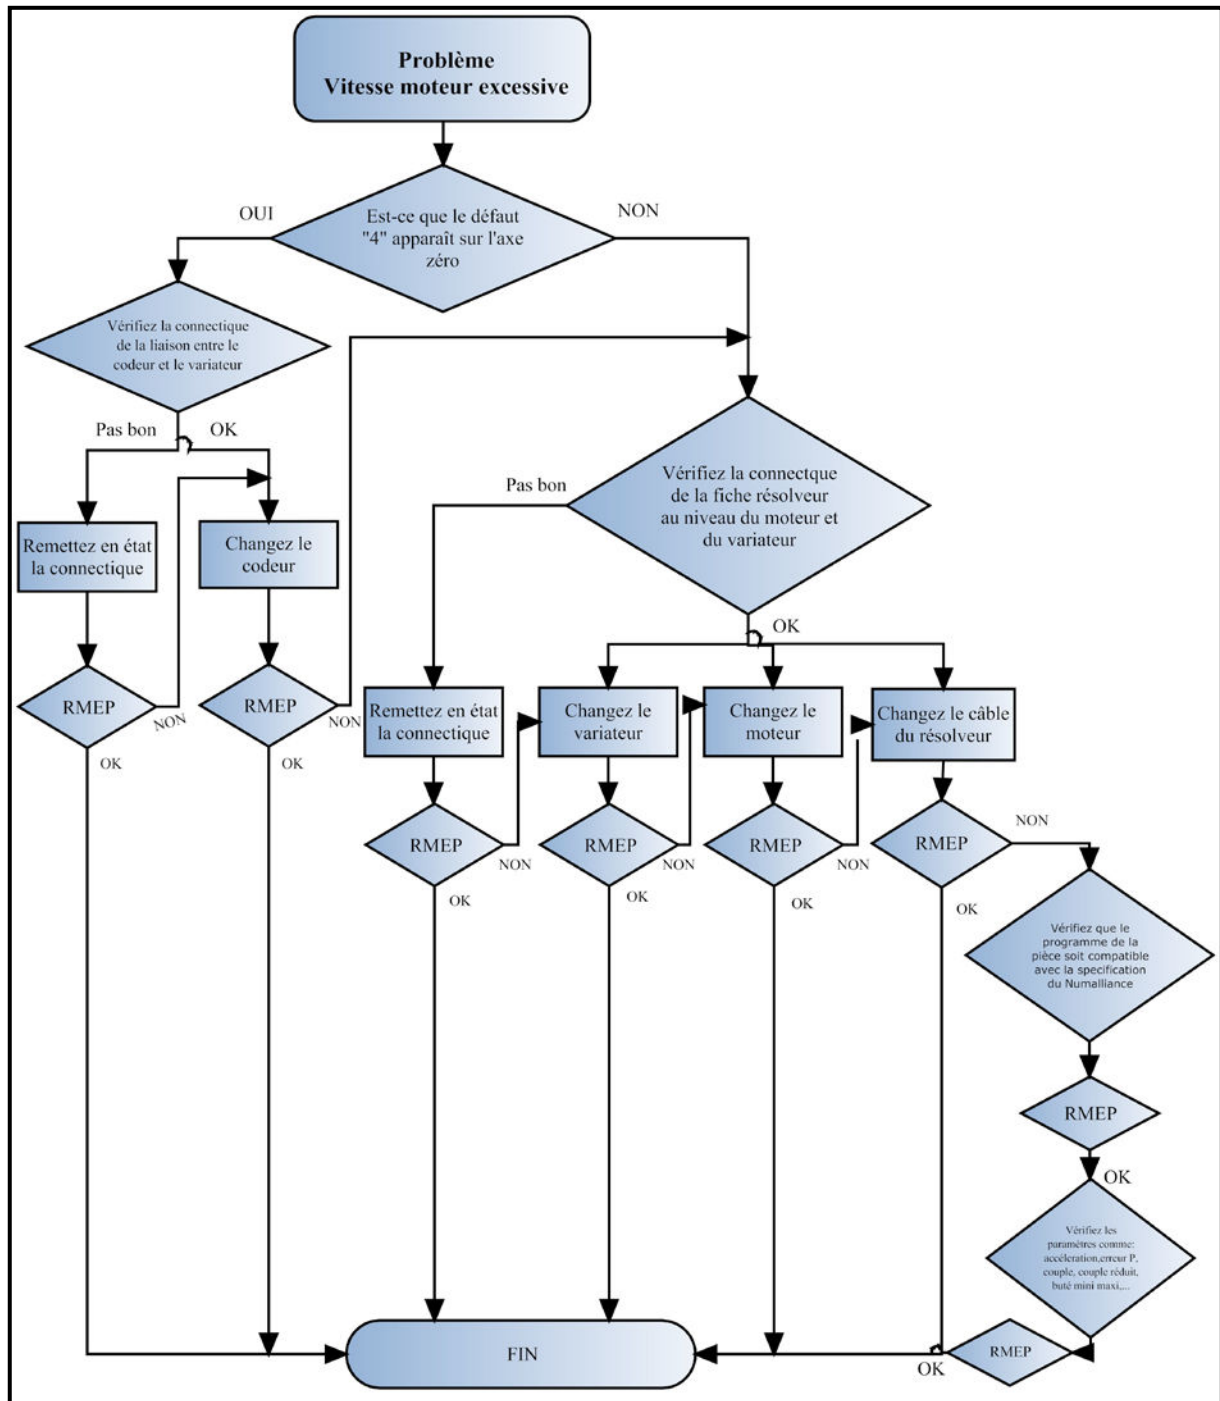 Problème
Vitesse moteur excessive
OUI
NON
Est-ce que le défaut
"4" apparaît sur l'axe
zéro
Vérifiez la connectique
de la liaison entre le
codeur et le variateur
Pas bon
OK
Remettez en état
la connectique
Changez le
codeur
RMEP
NON
OK
RMEP
NON
OK
Vérifiez la connectque
de la fiche résolveur
au niveau du moteur et
du variateur
Pas bon
OK
Remettez en état
la connectique
Changez le
variateur
Changez le
moteur
Changez le câble
du résolveur
RMEP
NON
OK
RMEP
NON
OK
RMEP
NON
OK
RMEP
NON
OK
Vérifiez que le
programme de la
pièce soit compatible
avec la specification
du Numalliance
RMEP
OK
Vérifiez les
paramètres comme:
accéleration,erreur P,
couple, couple réduit,
buté mini maxi,...
RMEP
OK
FIN